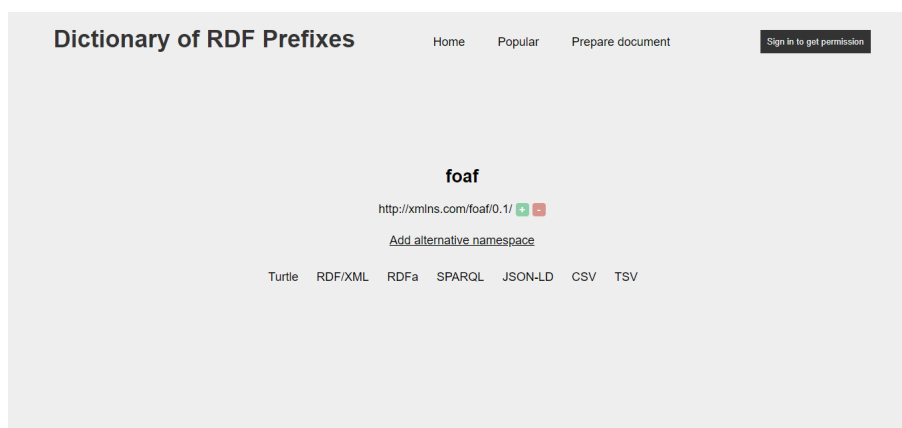 Dictionary of RDF Prefixes Home Popular Prepare document Sign in to get permission
foaf
http://xmlns.com/foaf/0.1/ + -
Add alternative namespace
Turtle RDF/XML RDFa SPARQL JSON-LD CSV TSV